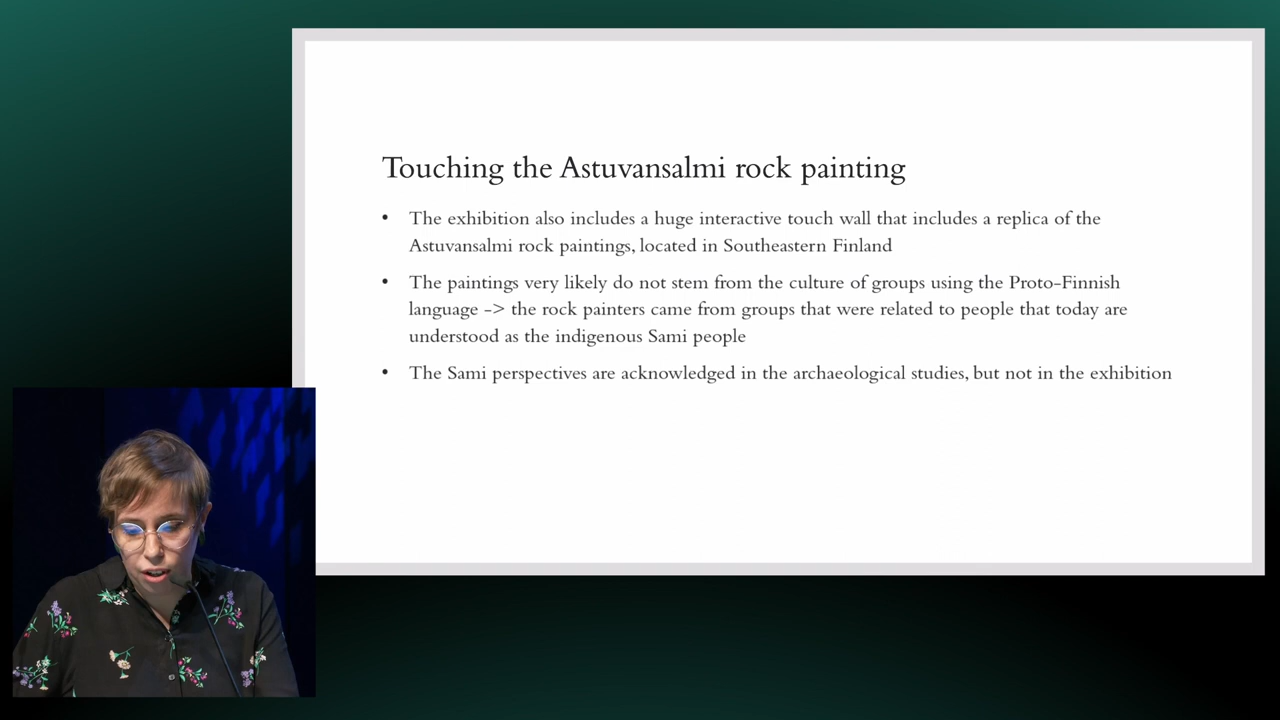 Touching the Astuvansalmi rock painting
• The exhibition also includes a huge interactive touch wall that includes a replica of the
Astuvansalmi rock paintings, located in Southeastern Finland
• The paintings very likely do not stem from the culture of groups using the Proto-Finnish
language -> the rock painters came from groups that were related to people that today are
understood as the indigenous Sami people
• The Sami perspectives are acknowledged in the archaeological studies, but not in the exhibition